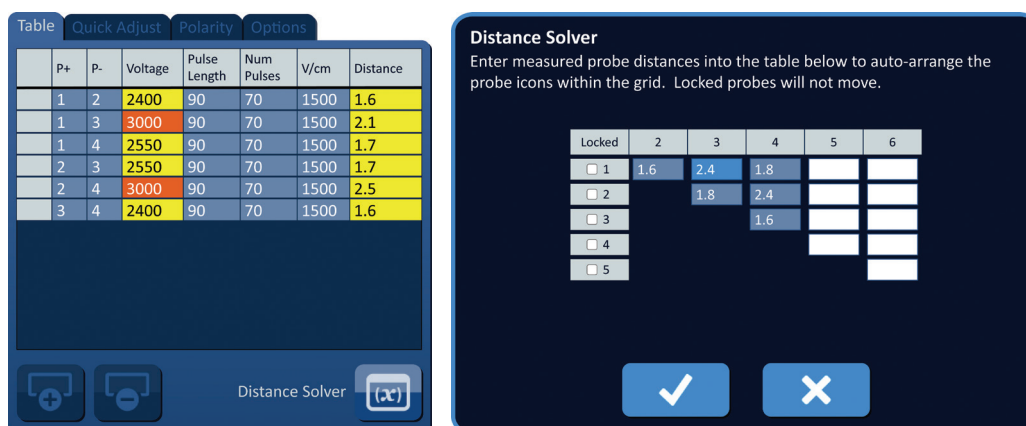 Table Quick Adjust Polarity Options
P+ P- Voltage Pulse Length Num Pulses V/cm Distance
1 2 2400 90 70 1500 1.6
1 3 3000 90 70 1500 2.1
1 4 2550 90 70 1500 1.7
2 3 2550 90 70 1500 1.7
2 4 3000 90 70 1500 2.5
3 4 2400 90 70 1500 1.6
Distance Solver (x)
Distance Solver
Enter measured probe distances into the table below to auto-arrange the
probe icons within the grid. Locked probes will not move.
Locked 2 3 4 5 6
1 1.6 2.4 1.8
2 1.8 2.4
3 1.6
4
5